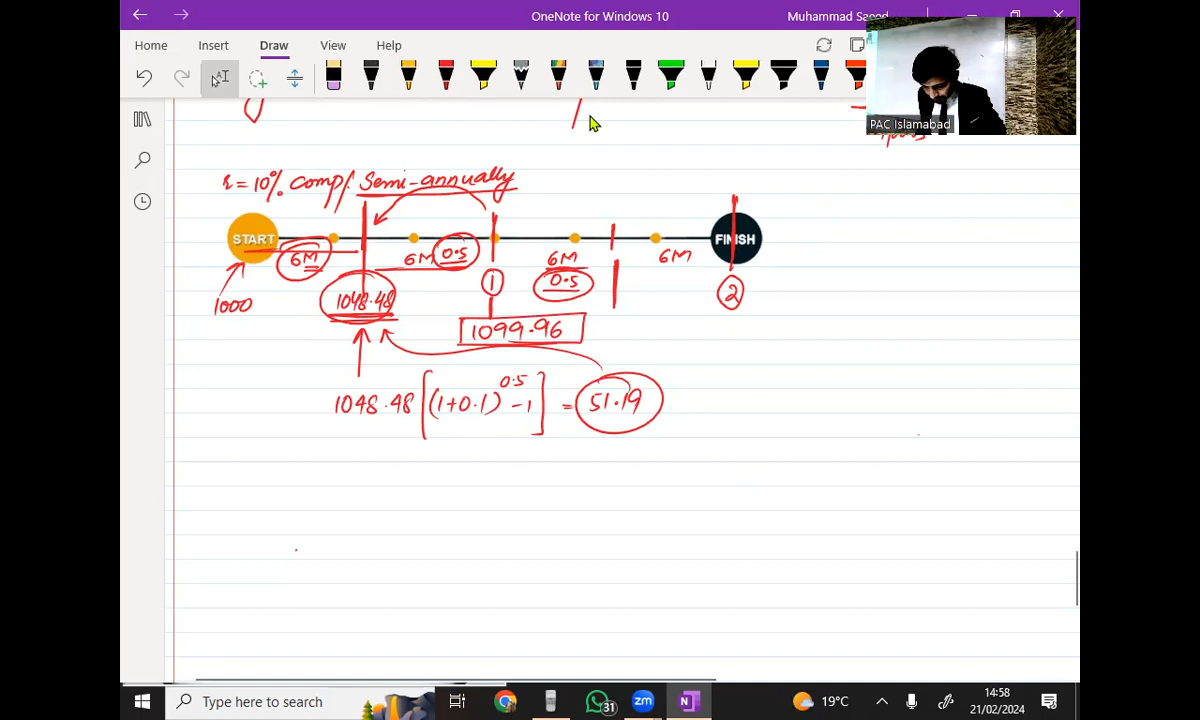 OneNote for Windows 10
Muhammad Saeed
Home Insert Draw View Help
PAC Islamabad
r = 10% comp/. Semi-annually
START FINISH
6M 6M 0.5 6M 6M
0.5
1000 1048.48 1 2
1099.96
1048.48 [(1+0.1)^0.5 - 1] = 51.19
Type here to search
31
zm
N
19°C
14:58
21/02/2024